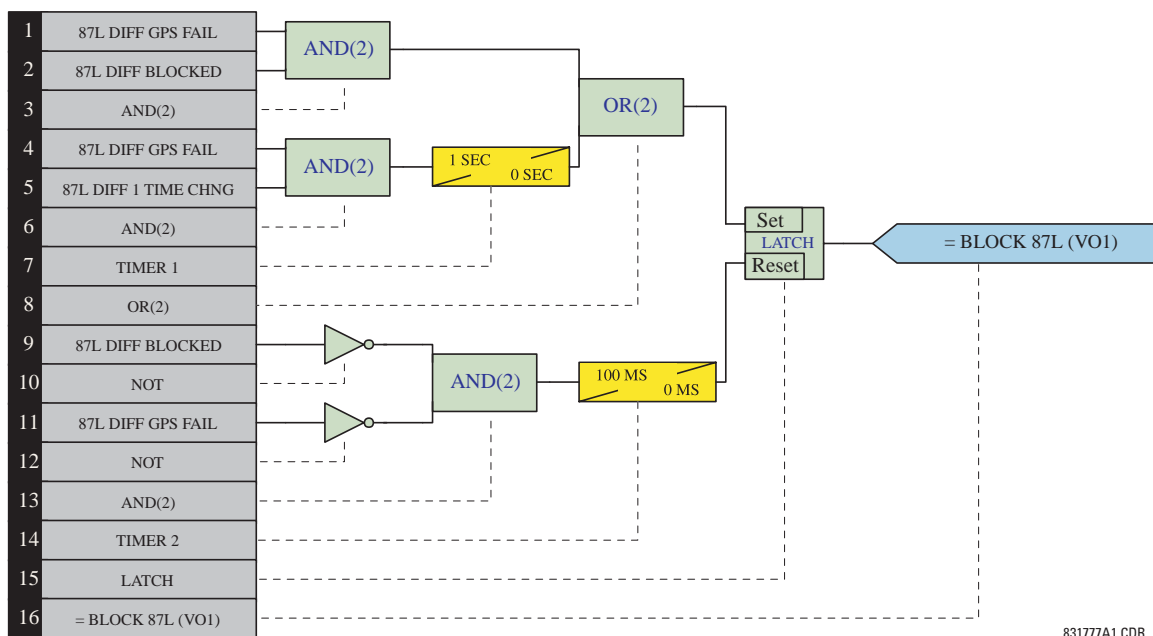 1 87L DIFF GPS FAIL
2 87L DIFF BLOCKED
3 AND(2)
4 87L DIFF GPS FAIL
5 87L DIFF 1 TIME CHNG
6 AND(2)
7 TIMER 1
8 OR(2)
9 87L DIFF BLOCKED
10 NOT
11 87L DIFF GPS FAIL
12 NOT
13 AND(2)
14 TIMER 2
15 LATCH
16 = BLOCK 87L (VO1)
AND(2)
OR(2)
AND(2)
1 SEC
0 SEC
Set
LATCH
Reset
= BLOCK 87L (VO1)
AND(2)
100 MS
0 MS
831777A1.CDR